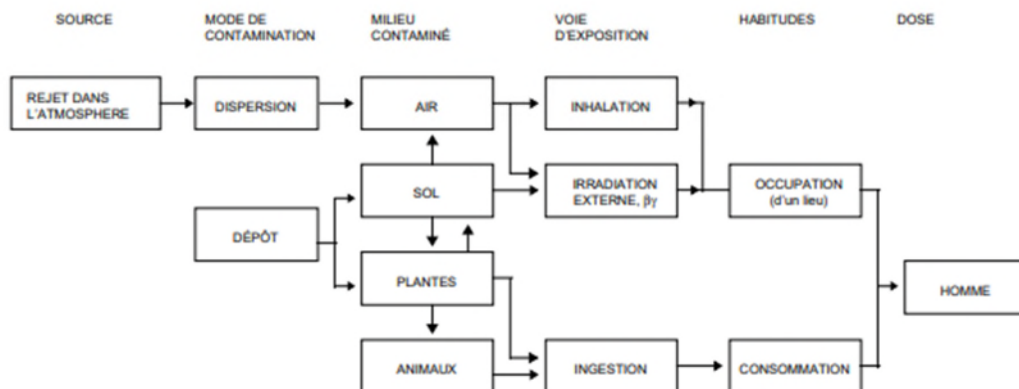 SOURCE
MODE DE
CONTAMINATION
MILIEU
CONTAMINÉ
VOIE
D'EXPOSITION
HABITUDES
DOSE
REJET DANS
L'ATMOSPHERE
DISPERSION
AIR
INHALATION
SOL
IRRADIATION
EXTERNE, βγ
OCCUPATION
(d'un lieu)
DÉPÔT
PLANTES
HOMME
ANIMAUX
INGESTION
CONSOMMATION